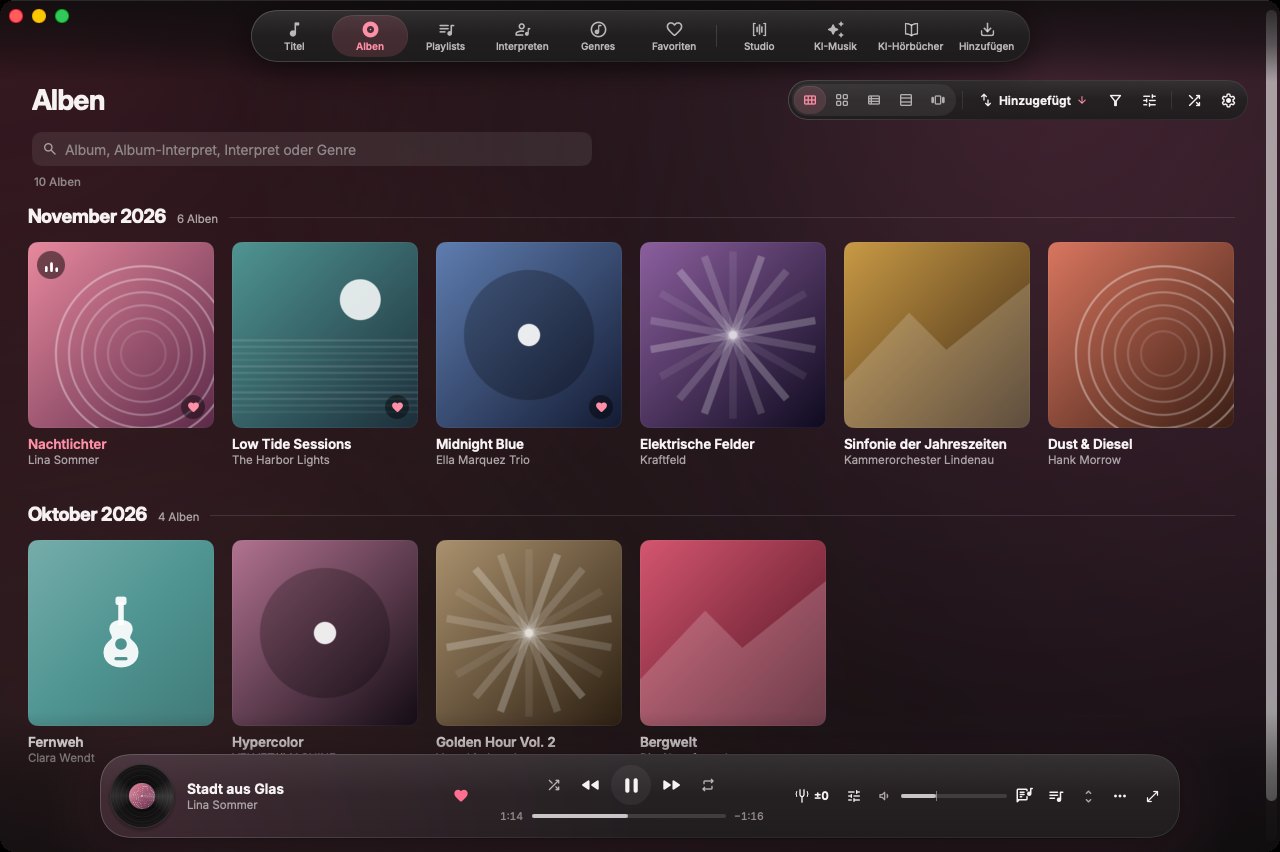 Titel
Alben
Playlists
Interpreten
Genres
Favoriten
Studio
KI-Musik
KI-Hörbücher
Hinzufügen
Alben
Hinzugefügt
Album, Album-Interpret, Interpret oder Genre
10 Alben
November 2026 6 Alben
Nachtlichter
Lina Sommer
Low Tide Sessions
The Harbor Lights
Midnight Blue
Ella Marquez Trio
Elektrische Felder
Kraftfeld
Sinfonie der Jahreszeiten
Kammerorchester Lindenau
Dust & Diesel
Hank Morrow
Oktober 2026 4 Alben
Fernweh
Clara Wendt
Hypercolor
Golden Hour Vol. 2
Bergwelt
Stadt aus Glas
Lina Sommer
1:14
−1:16
±0